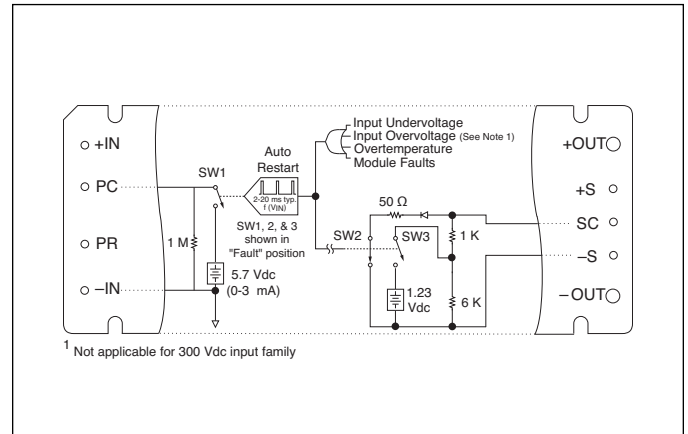 +IN
PC
PR
–IN
1 M
SW1
5.7 Vdc
(0-3 mA)
Auto
Restart
2-20 ms typ.
f (VIN)
SW1, 2, & 3
shown in
"Fault" position
Input Undervoltage
Input Overvoltage (See Note 1)
Overtemperature
Module Faults
50 Ω
SW2
SW3
1 K
1.23
Vdc
6 K
+OUT
+S
SC
–S
–OUT
1 Not applicable for 300 Vdc input family